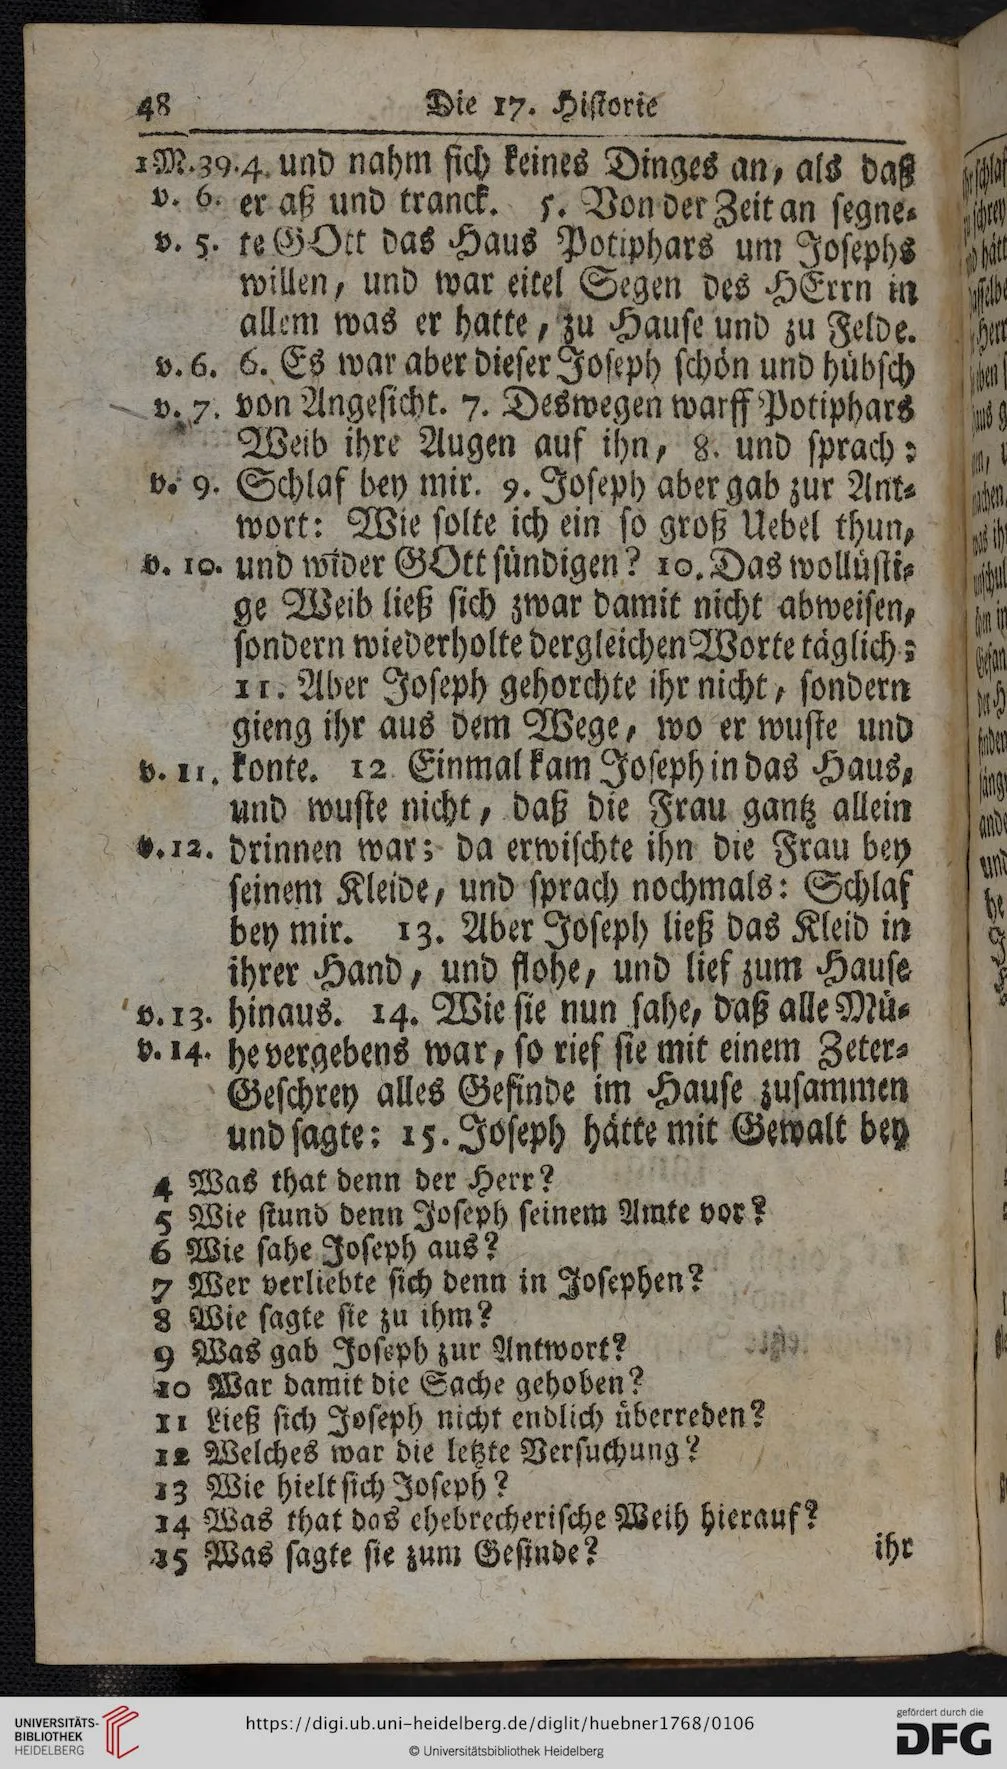 48 Die 17. Historie
1.M.39.4. und nahm sich keines Dinges an, als daß
v. 6. er aß und tranck. 5. Von der Zeit an segne-
v. 5. te GOtt das Haus Potiphars um Josephs
willen, und war eitel Segen des HErrn in
allem was er hatte, zu Hause und zu Felde.
v. 6. 6. Es war aber dieser Joseph schön und hübsch
v. 7. von Angesicht. 7. Deswegen warff Potiphars
Weib ihre Augen auf ihn, 8. und sprach:
v. 9. Schlaf bey mir. 9. Joseph aber gab zur Ant-
wort: Wie solte ich ein so groß Uebel thun,
v. 10. und wider GOtt sündigen? 10. Das wollüsti-
ge Weib ließ sich zwar damit nicht abweisen,
sondern wiederholte dergleichen Worte täglich;
11. Aber Joseph gehorchte ihr nicht, sondern
gieng ihr aus dem Wege, wo er wuste und
v. 11. konte. 12 Einmal kam Joseph in das Haus,
und wuste nicht, daß die Frau gantz allein
v. 12. drinnen war; da erwischte ihn die Frau bey
seinem Kleide, und sprach nochmals: Schlaf
bey mir. 13. Aber Joseph ließ das Kleid in
ihrer Hand, und flohe, und lief zum Hause
v. 13. hinaus. 14. Wie sie nun sahe, daß alle Mü-
v. 14. he vergebens war, so rief sie mit einem Zeter-
Geschrey alles Gesinde im Hause zusammen
und sagte: 15. Joseph hätte mit Gewalt bey
4 Was that denn der Herr?
5 Wie stund denn Joseph seinem Amte vor?
6 Wie sahe Joseph aus?
7 Wer verliebte sich denn in Josephen?
8 Wie sagte sie zu ihm?
9 Was gab Joseph zur Antwort?
10 War damit die Sache gehoben?
11 Ließ sich Joseph nicht endlich überreden?
12 Welches war die letzte Versuchung?
13 Wie hielt sich Joseph?
14 Was that das ehebrecherische Weib hierauf?
15 Was sagte sie zum Gesinde?
ihr
UNIVERSITÄTS-
BIBLIOTHEK
HEIDELBERG
https://digi.ub.uni-heidelberg.de/diglit/huebner1768/0106
© Universitätsbibliothek Heidelberg
gefördert durch die
DFG